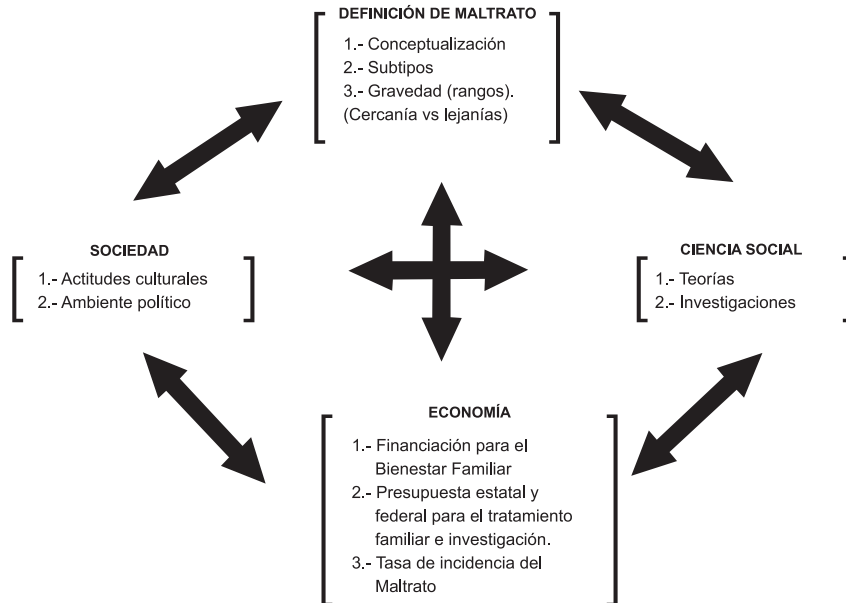 DEFINICIÓN DE MALTRATO
1.- Conceptualización
2.- Subtipos
3.- Gravedad (rangos).
(Cercanía vs lejanías)
SOCIEDAD
1.- Actitudes culturales
2.- Ambiente político
CIENCIA SOCIAL
1.- Teorías
2.- Investigaciones
ECONOMÍA
1.- Financiación para el
Bienestar Familiar
2.- Presupuesta estatal y
federal para el tratamiento
familiar e investigación.
3.- Tasa de incidencia del
Maltrato